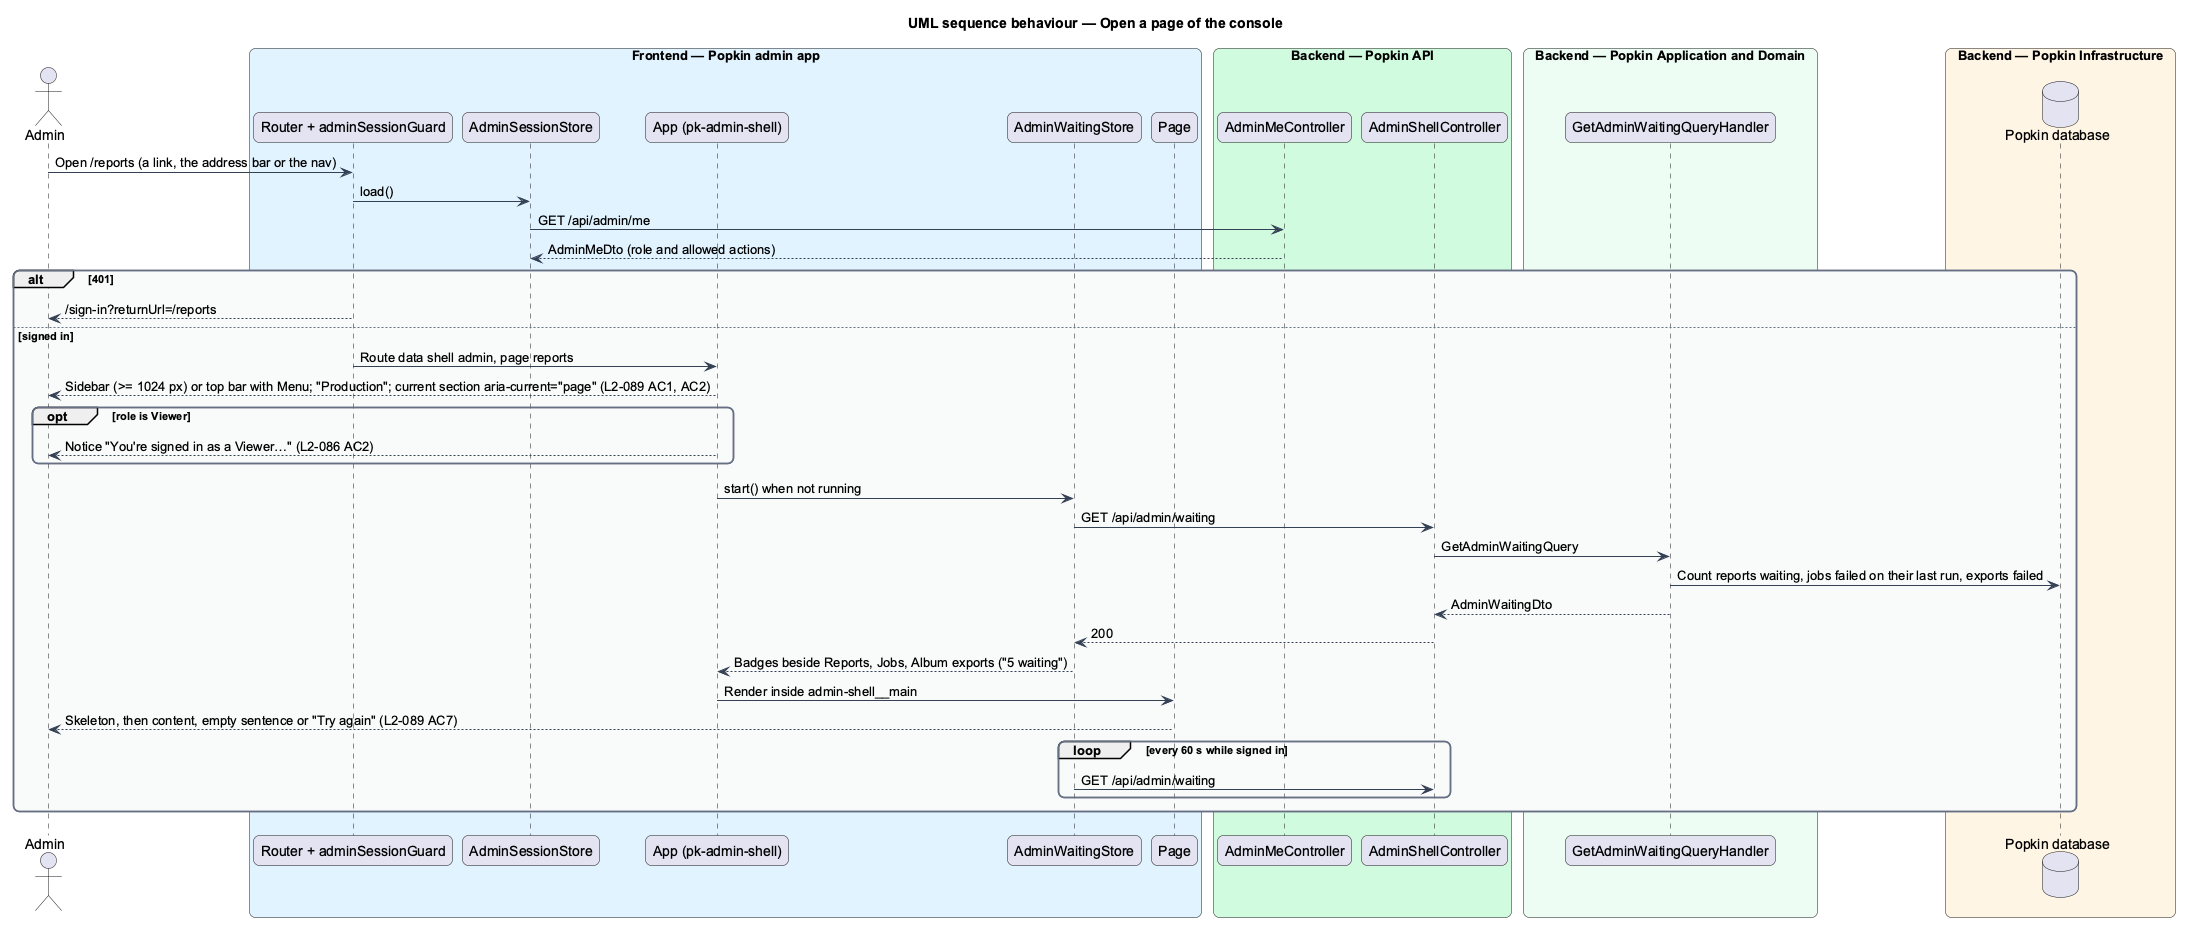 UML sequence behaviour — Open a page of the console
Frontend — Popkin admin app
Backend — Popkin API
Backend — Popkin Application and Domain
Backend — Popkin Infrastructure
Admin
Router + adminSessionGuard
AdminSessionStore
App (pk-admin-shell)
AdminWaitingStore
Page
AdminMeController
AdminShellController
GetAdminWaitingQueryHandler
Popkin database
Open /reports (a link, the address bar or the nav)
load()
GET /api/admin/me
AdminMeDto (role and allowed actions)
alt [401]
/sign-in?returnUrl=/reports
[signed in]
Route data shell admin, page reports
Sidebar (>= 1024 px) or top bar with Menu; "Production"; current section aria-current="page" (L2-089 AC1, AC2)
opt [role is Viewer]
Notice "You're signed in as a Viewer…" (L2-086 AC2)
start() when not running
GET /api/admin/waiting
GetAdminWaitingQuery
Count reports waiting, jobs failed on their last run, exports failed
AdminWaitingDto
200
Badges beside Reports, Jobs, Album exports ("5 waiting")
Render inside admin-shell__main
Skeleton, then content, empty sentence or "Try again" (L2-089 AC7)
loop [every 60 s while signed in]
GET /api/admin/waiting
Admin
Router + adminSessionGuard
AdminSessionStore
App (pk-admin-shell)
AdminWaitingStore
Page
AdminMeController
AdminShellController
GetAdminWaitingQueryHandler
Popkin database